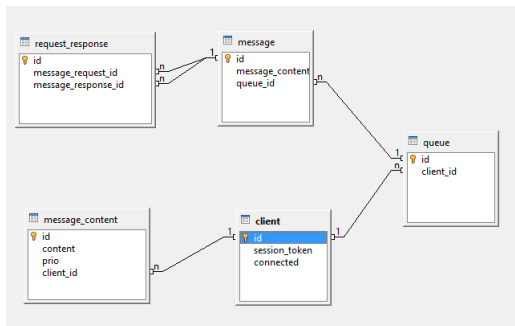 request_response
id
message_request_id
message_response_id
n
n
1
message
id
message_content
queue_id
n
1
n
queue
id
client_id
message_content
id
content
prio
client_id
n
1
client
id
session_token
connected
1